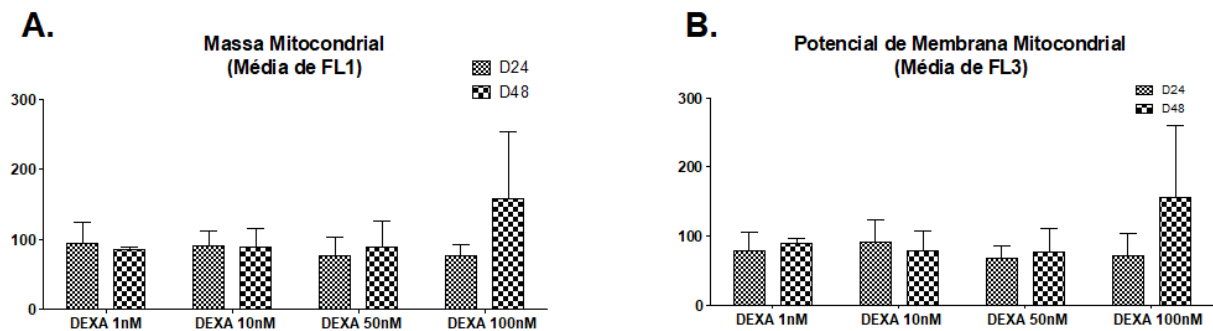 A.
Massa Mitocondrial
(Média de FL1)
D24
D48
300
200
100
0
DEXA 1nM
DEXA 10nM
DEXA 50nM
DEXA 100nM
B.
Potencial de Membrana Mitocondrial
(Média de FL3)
D24
D48
300
200
100
0
DEXA 1nM
DEXA 10nM
DEXA 50nM
DEXA 100nM